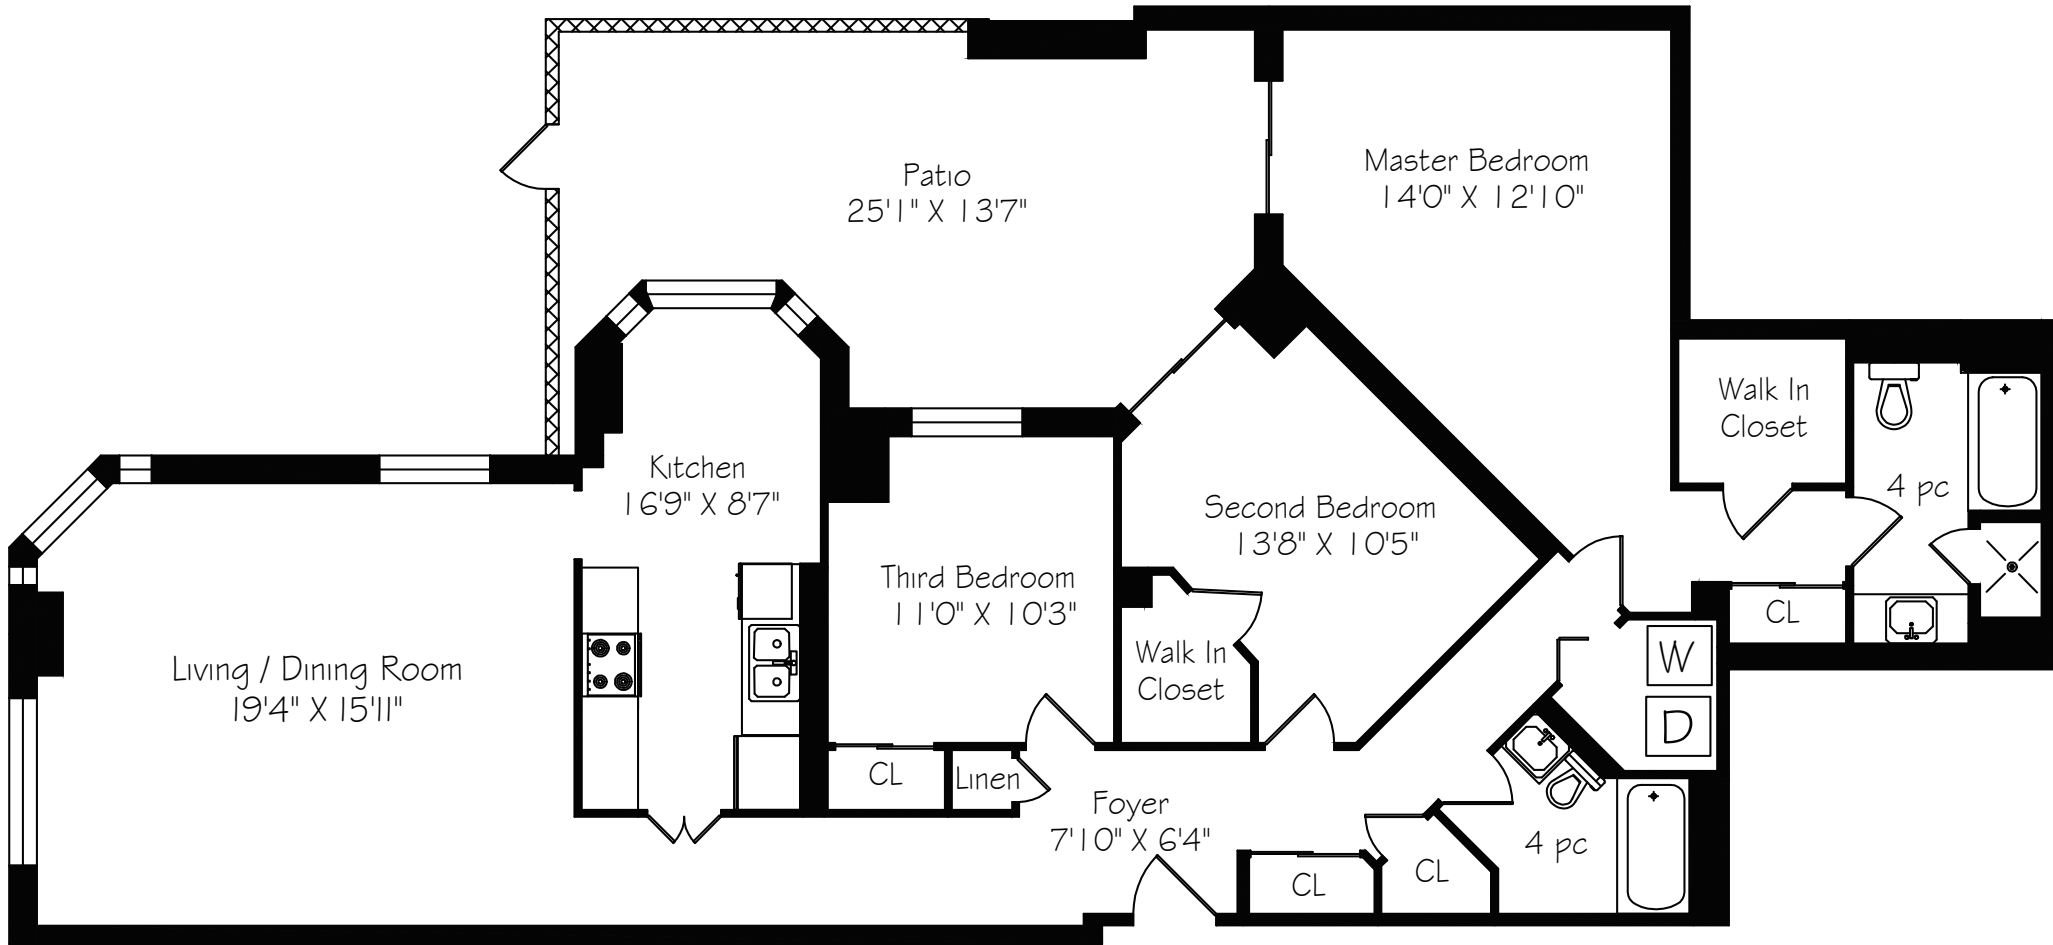 Patio
25'1" X 13'7"
Master Bedroom
14'0" X 12'10"
Walk In
Closet
4 pc
Kitchen
16'9" X 8'7"
Second Bedroom
13'8" X 10'5"
Third Bedroom
11'0" X 10'3"
CL
Living / Dining Room
19'4" X 15'11"
Walk In
Closet
W
D
CL
Linen
Foyer
7'10" X 6'4"
4 pc
CL
CL